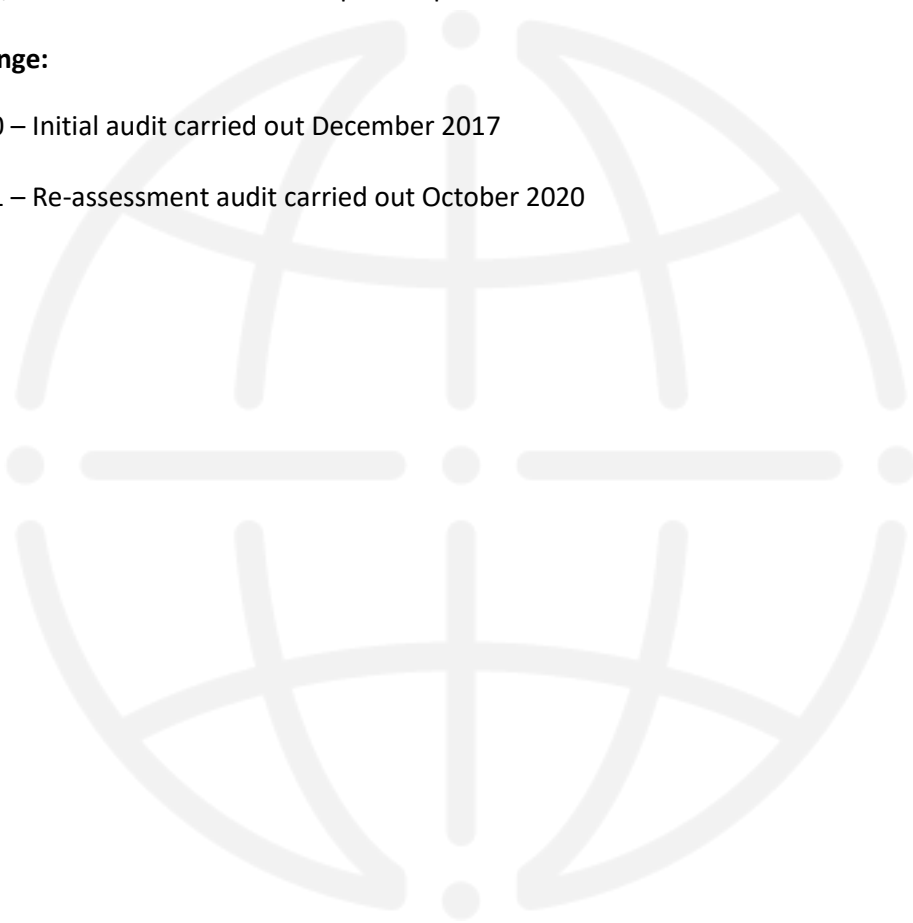 nge:
0 – Initial audit carried out December 2017
1 – Re-assessment audit carried out October 2020